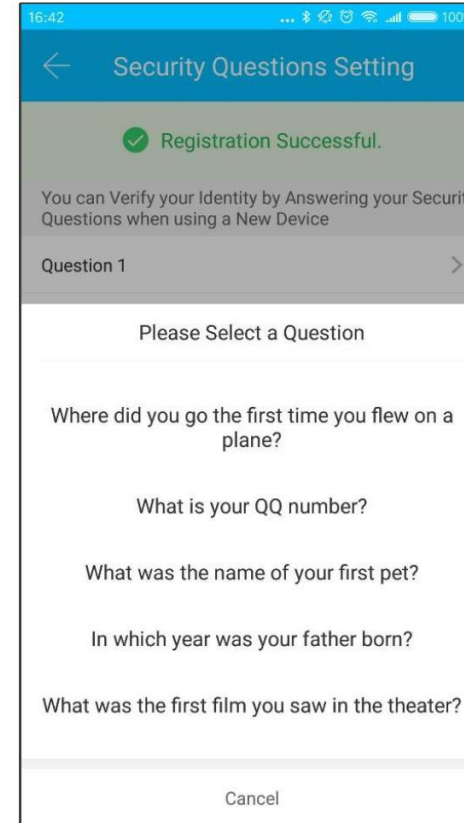 16:42 ... 100
Security Questions Setting
Registration Successful.
You can Verify your Identity by Answering your Securit
Questions when using a New Device
Question 1
Please Select a Question
Where did you go the first time you flew on a
plane?
What is your QQ number?
What was the name of your first pet?
In which year was your father born?
What was the first film you saw in the theater?
Cancel